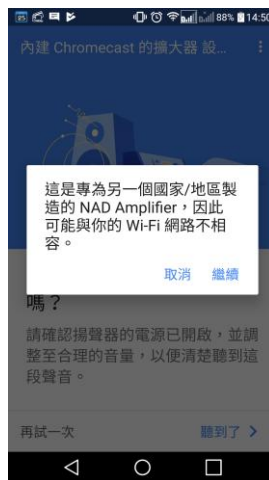 88% 14:50
內建 Chromecast 的擴大器 設...
這是專為另一個國家/地區製
造的 NAD Amplifier，因此
可能與你的 Wi-Fi 網路不相
容。
取消 繼續
嗎？
請確認揚聲器的電源已開啟，並調
整至合理的音量，以便清楚聽到這
段聲音。
再試一次 聽到了